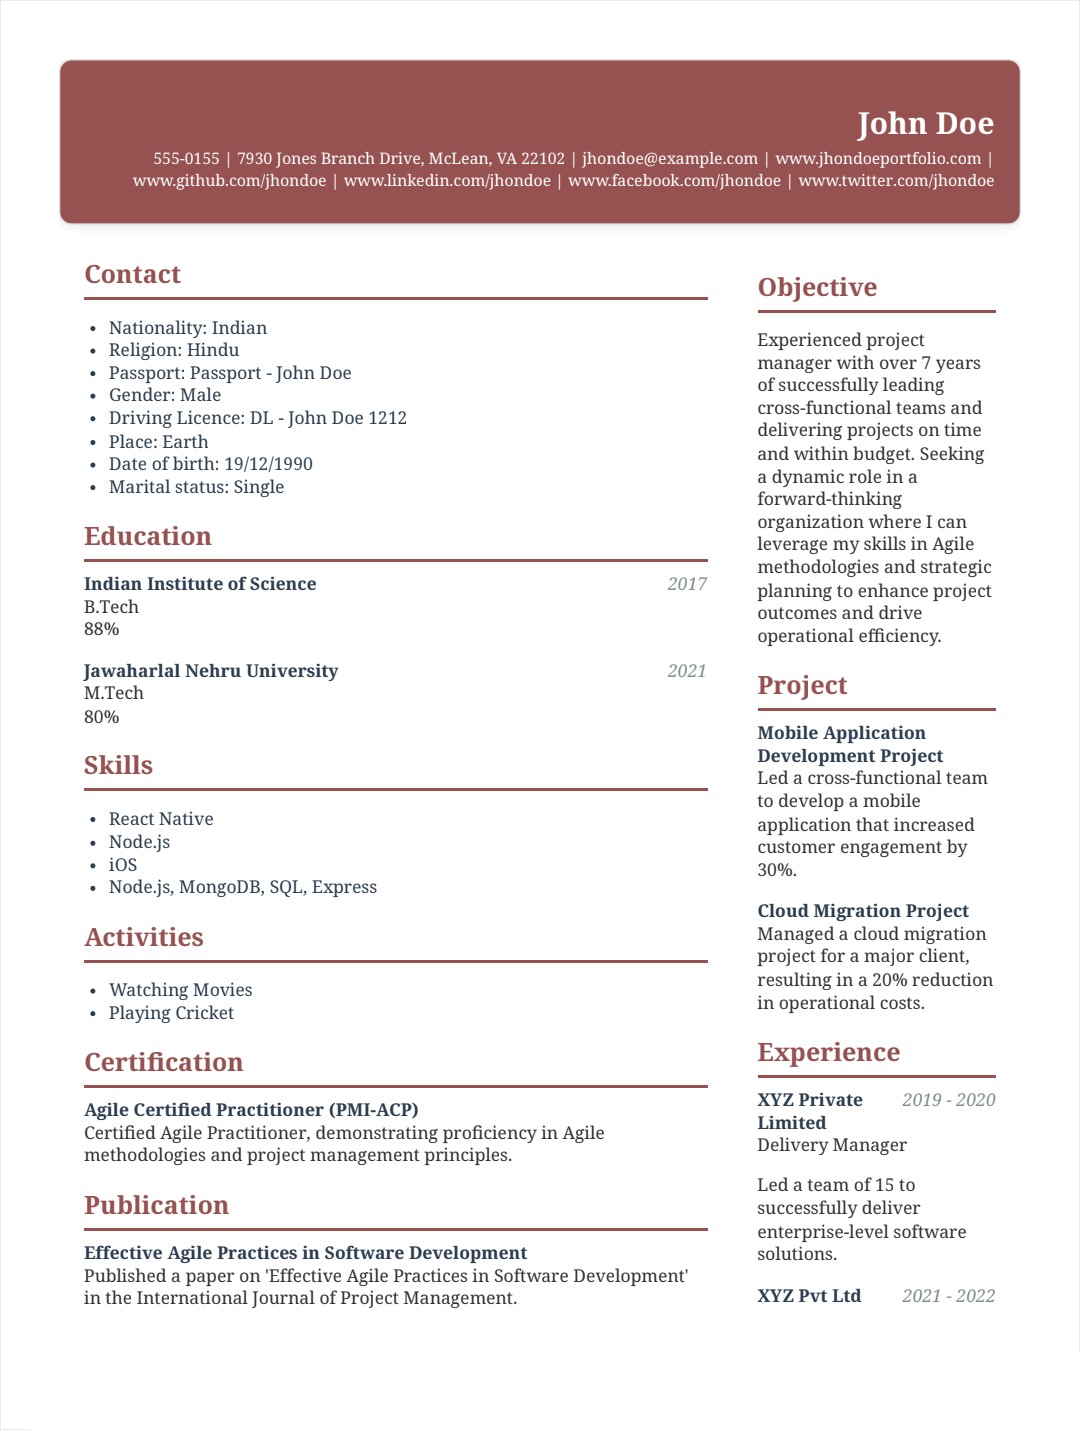 John Doe
555-0155 | 7930 Jones Branch Drive, McLean, VA 22102 | jhondoe@example.com | www.jhondoeportfolio.com |
www.github.com/jhondoe | www.linkedin.com/jhondoe | www.facebook.com/jhondoe | www.twitter.com/jhondoe
Contact
• Nationality: Indian
• Religion: Hindu
• Passport: Passport - John Doe
• Gender: Male
• Driving Licence: DL - John Doe 1212
• Place: Earth
• Date of birth: 19/12/1990
• Marital status: Single
Education
Indian Institute of Science 2017
B.Tech
88%
Jawaharlal Nehru University 2021
M.Tech
80%
Skills
• React Native
• Node.js
• iOS
• Node.js, MongoDB, SQL, Express
Activities
• Watching Movies
• Playing Cricket
Certification
Agile Certified Practitioner (PMI-ACP)
Certified Agile Practitioner, demonstrating proficiency in Agile
methodologies and project management principles.
Publication
Effective Agile Practices in Software Development
Published a paper on 'Effective Agile Practices in Software Development'
in the International Journal of Project Management.
Objective
Experienced project
manager with over 7 years
of successfully leading
cross-functional teams and
delivering projects on time
and within budget. Seeking
a dynamic role in a
forward-thinking
organization where I can
leverage my skills in Agile
methodologies and strategic
planning to enhance project
outcomes and drive
operational efficiency.
Project
Mobile Application
Development Project
Led a cross-functional team
to develop a mobile
application that increased
customer engagement by
30%.
Cloud Migration Project
Managed a cloud migration
project for a major client,
resulting in a 20% reduction
in operational costs.
Experience
XYZ Private 2019 - 2020
Limited
Delivery Manager
Led a team of 15 to
successfully deliver
enterprise-level software
solutions.
XYZ Pvt Ltd 2021 - 2022